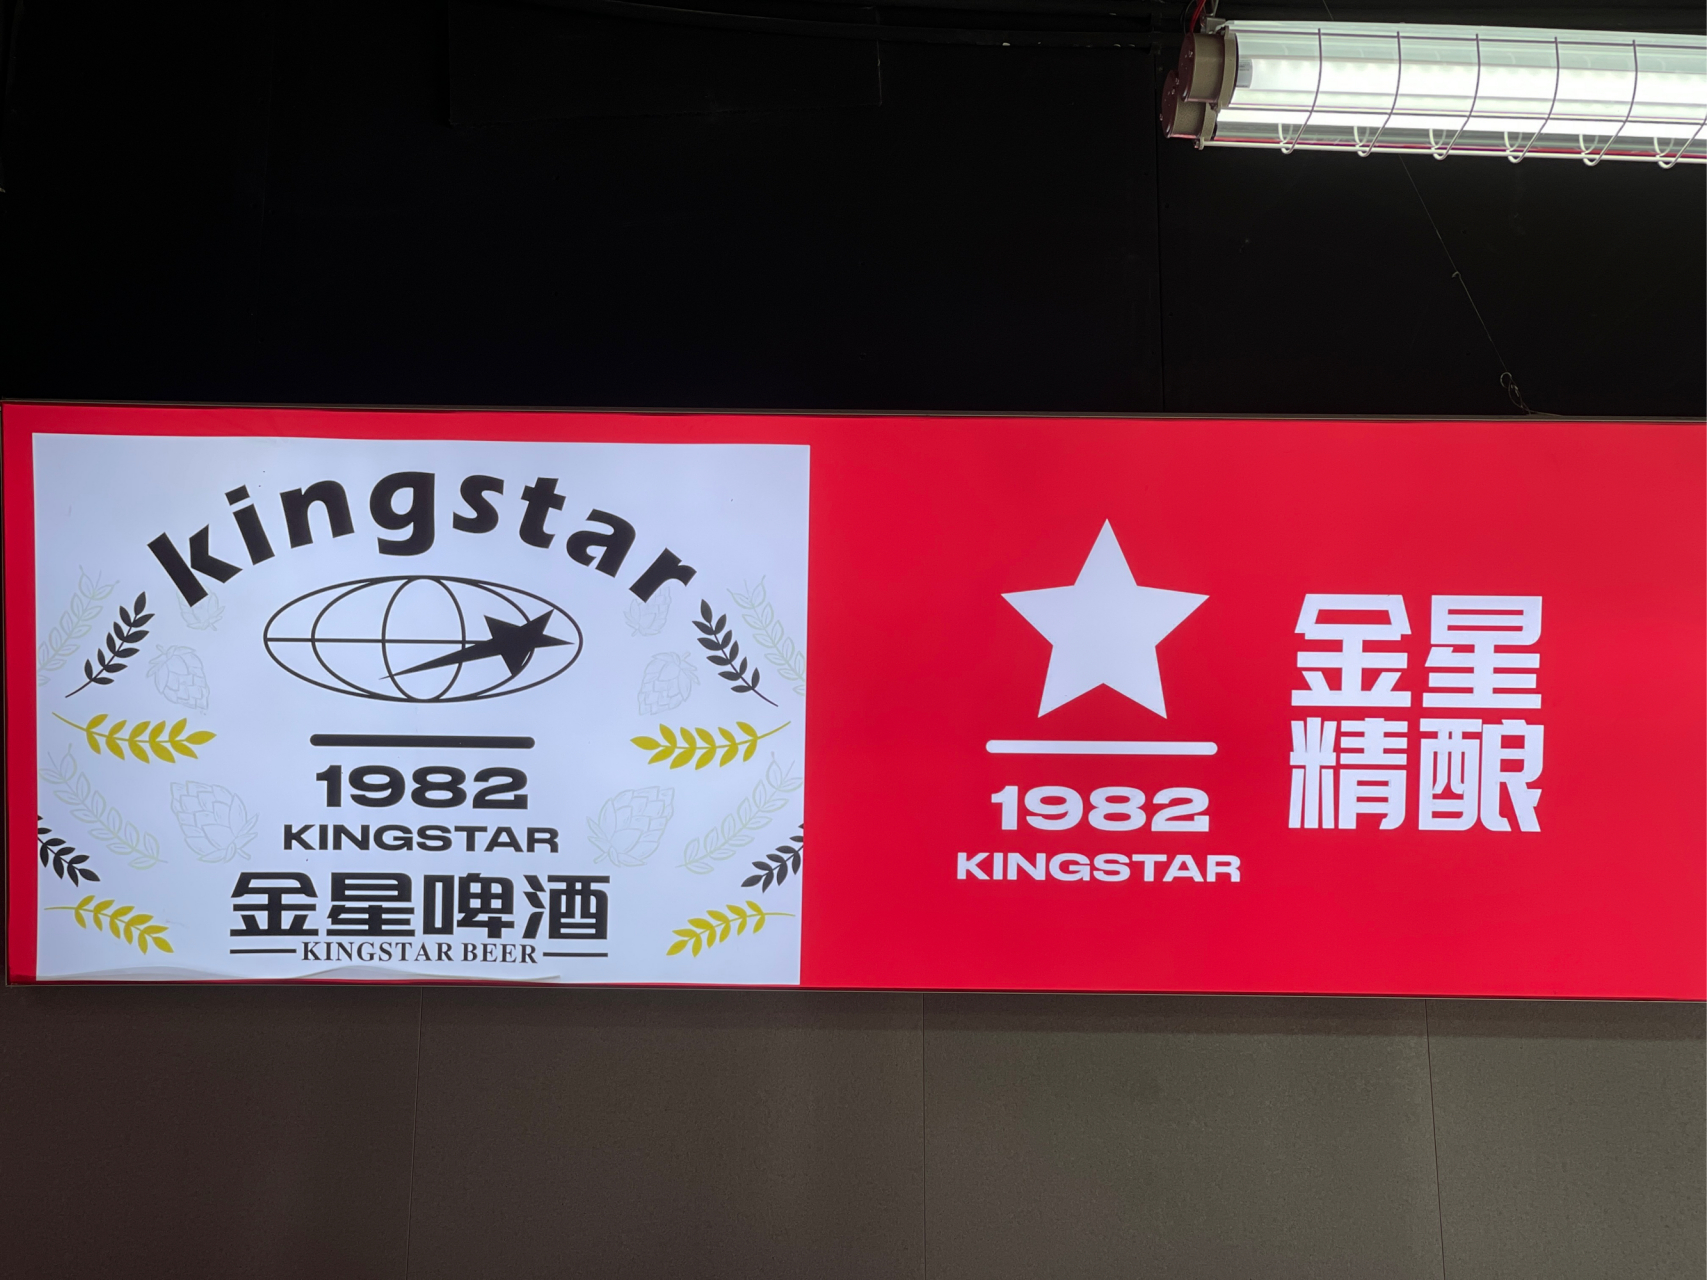 kingstar
1982
KINGSTAR
金星啤酒
KINGSTAR BEER
1982
KINGSTAR
金星
精酿